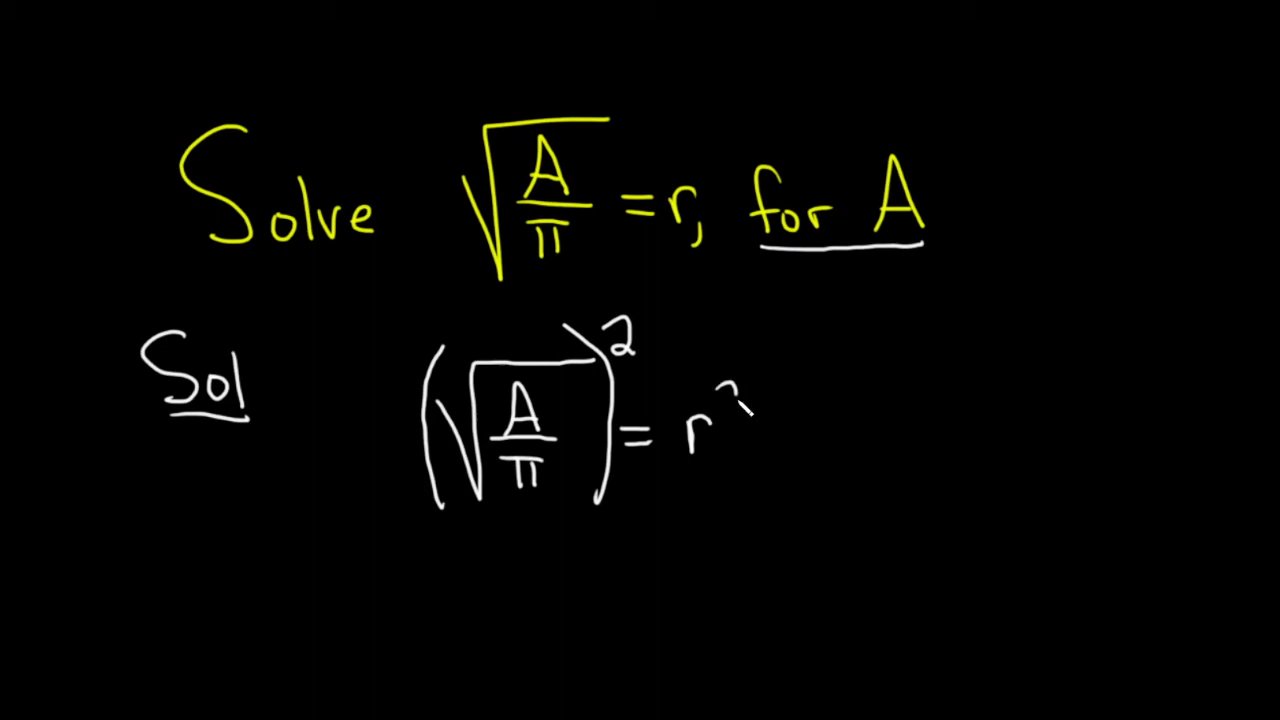 Solve √(A/π) = r, for A
Sol (√(A/π))² = r²